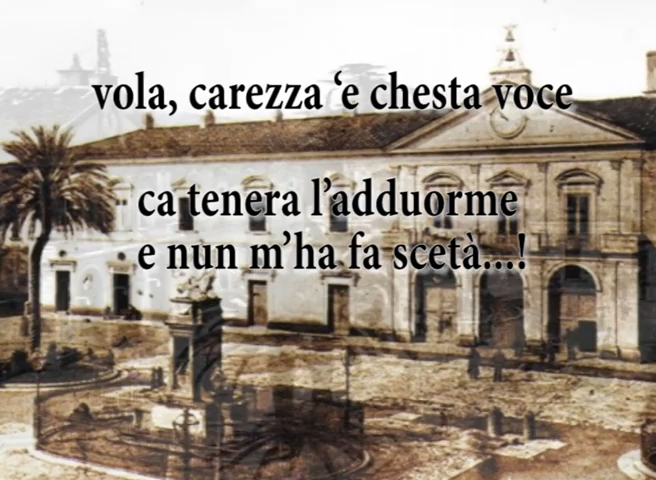 vola, carezza ‘e chesta voce
ca tenera l’adduorme
e nun m’ha fa scetà...!